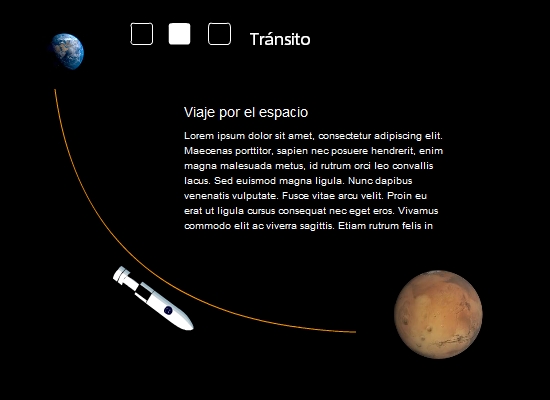 Tránsito
Viaje por el espacio
Lorem ipsum dolor sit amet, consectetur adipiscing elit.
Maecenas porttitor, sapien nec posuere hendrerit, enim
magna malesuada metus, id rutrum orci leo convallis
lacus. Sed euismod magna ligula. Nunc dapibus
venenatis vulputate. Fusce vitae arcu velit. Proin eu
erat ut ligula cursus consequat nec eget eros. Vivamus
commodo elit ac viverra sagittis. Etiam rutrum felis in